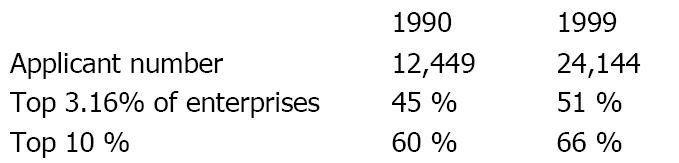 1990 1999
Applicant number 12,449 24,144
Top 3.16% of enterprises 45 % 51 %
Top 10 % 60 % 66 %